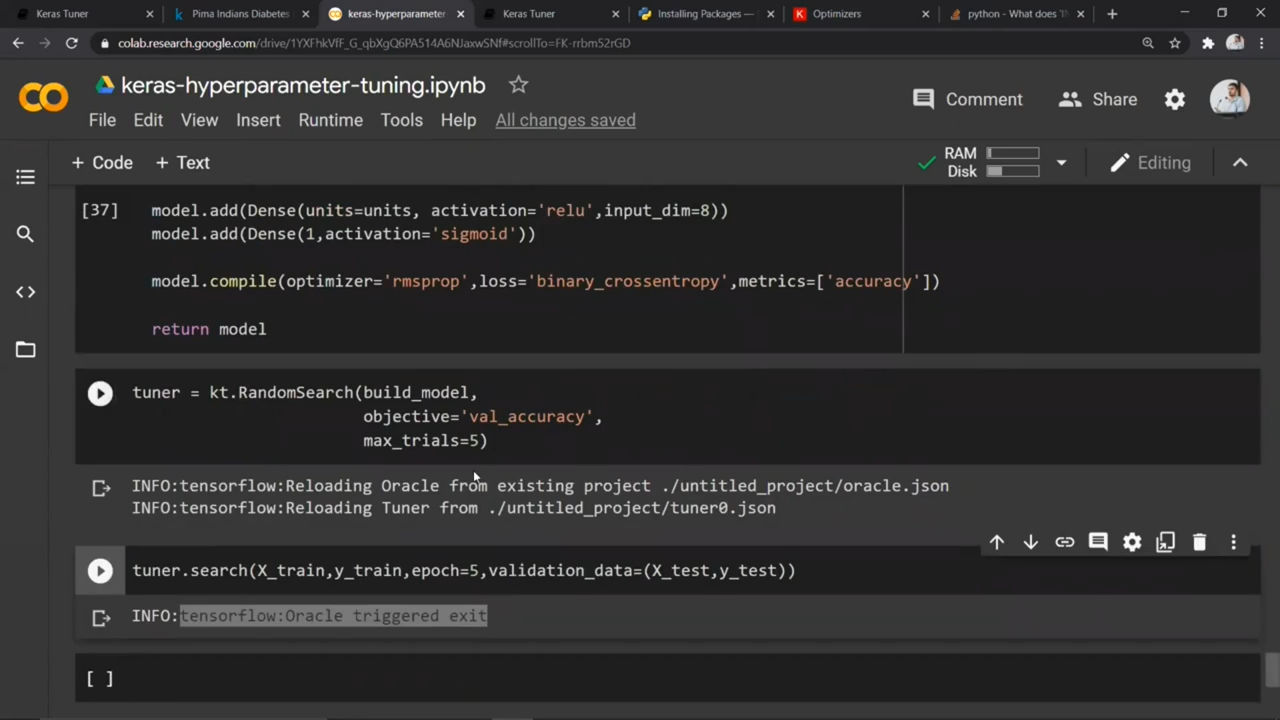 Keras Tuner
Pima Indians Diabetes
keras-hyperparameter
Keras Tuner
Installing Packages —
Optimizers
python - What does
colab.research.google.com/drive/1YXFhkVfF_G_qbXgQ6PA514A6NJaxwSNf#scrollTo=FK-rrbm52rGD
CO
keras-hyperparameter-tuning.ipynb
Comment
Share
File Edit View Insert Runtime Tools Help All changes saved
+ Code + Text
RAM
Disk
Editing
[37] model.add(Dense(units=units, activation='relu',input_dim=8))
model.add(Dense(1,activation='sigmoid'))
model.compile(optimizer='rmsprop',loss='binary_crossentropy',metrics=['accuracy'])
return model
tuner = kt.RandomSearch(build_model,
objective='val_accuracy',
max_trials=5)
INFO:tensorflow:Reloading Oracle from existing project ./untitled_project/oracle.json
INFO:tensorflow:Reloading Tuner from ./untitled_project/tuner0.json
tuner.search(X_train,y_train,epoch=5,validation_data=(X_test,y_test))
INFO:tensorflow:Oracle triggered exit
[ ]